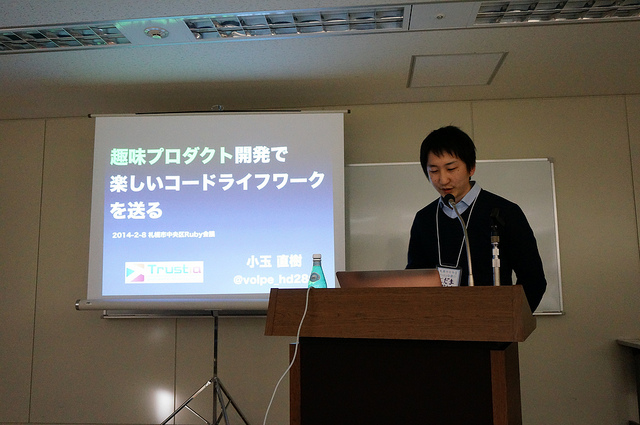 趣味プロダクト開発で
楽しいコードライフワーク
を送る
2014-2-8 札幌市中央区Ruby会議
小玉 直樹
Trust.a
@volpe_hd28